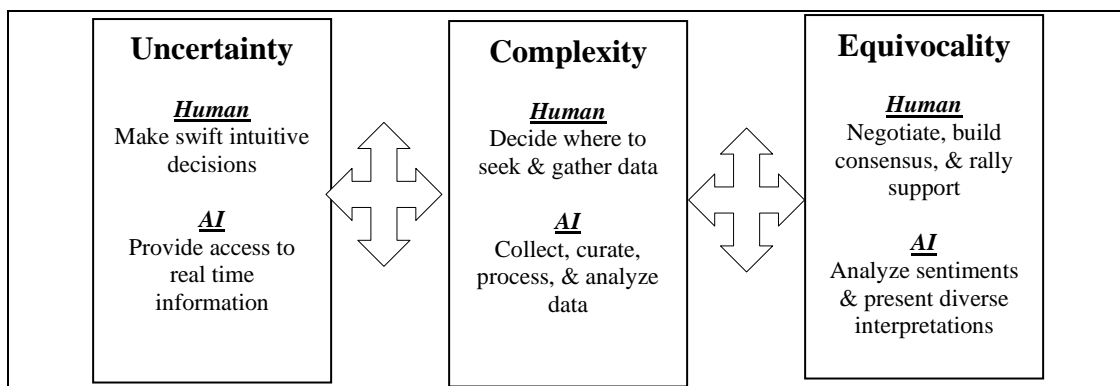 Uncertainty
Human
Make swift intuitive
decisions
AI
Provide access to
real time
information
Complexity
Human
Decide where to
seek & gather data
AI
Collect, curate,
process, & analyze
data
Equivocality
Human
Negotiate, build
consensus, & rally
support
AI
Analyze sentiments
& present diverse
interpretations